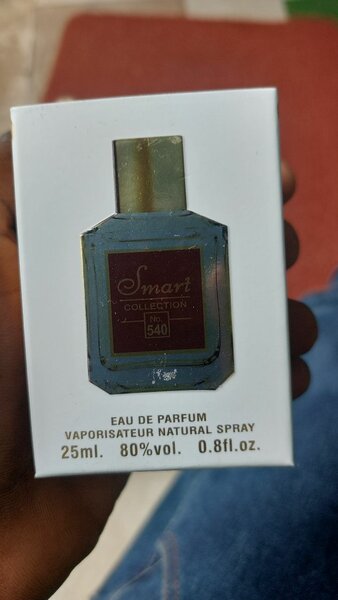 Smart
COLLECTION
No.
540
EAU DE PARFUM
VAPORISATEUR NATURAL SPRAY
25ml. 80%vol. 0.8fl.oz.